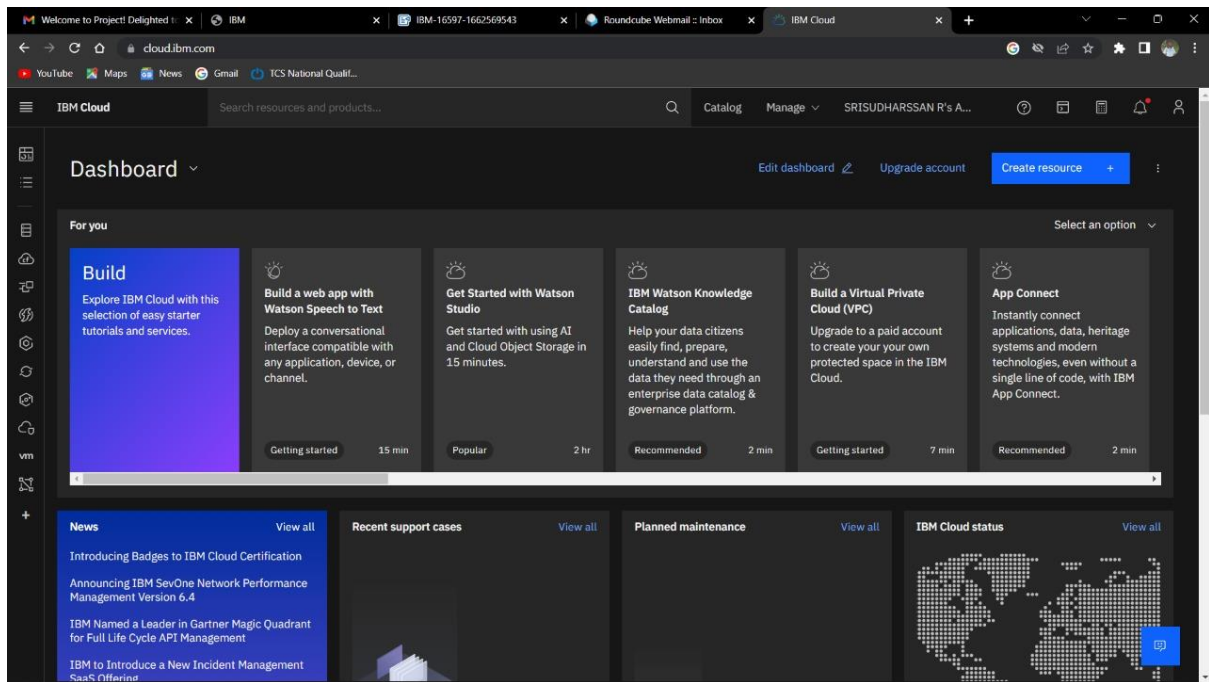 Welcome to Project! Delighted to
IBM
IBM-16597-1662569543
Roundcube Webmail :: Inbox
IBM Cloud
cloud.ibm.com
YouTube
Maps
News
Gmail
TCS National Qualif...
IBM Cloud
Search resources and products...
Catalog
Manage
SRISUDHARSSAN R's A...
Dashboard
Edit dashboard
Upgrade account
Create resource +
For you
Select an option
Build
Explore IBM Cloud with this
selection of easy starter
tutorials and services.
Build a web app with
Watson Speech to Text
Deploy a conversational
interface compatible with
any application, device, or
channel.
Getting started 15 min
Get Started with Watson
Studio
Get started with using AI
and Cloud Object Storage in
15 minutes.
Popular 2 hr
IBM Watson Knowledge
Catalog
Help your data citizens
easily find, prepare,
understand and use the
data they need through an
enterprise data catalog &
governance platform.
Recommended 2 min
Build a Virtual Private
Cloud (VPC)
Upgrade to a paid account
to create your your own
protected space in the IBM
Cloud.
Getting started 7 min
App Connect
Instantly connect
applications, data, heritage
systems and modern
technologies, even without a
single line of code, with IBM
App Connect.
Recommended 2 min
vm
News View all
Introducing Badges to IBM Cloud Certification
Announcing IBM SevOne Network Performance
Management Version 6.4
IBM Named a Leader in Gartner Magic Quadrant
for Full Life Cycle API Management
IBM to Introduce a New Incident Management
SaaS Offering
Recent support cases View all
Planned maintenance View all
IBM Cloud status View all